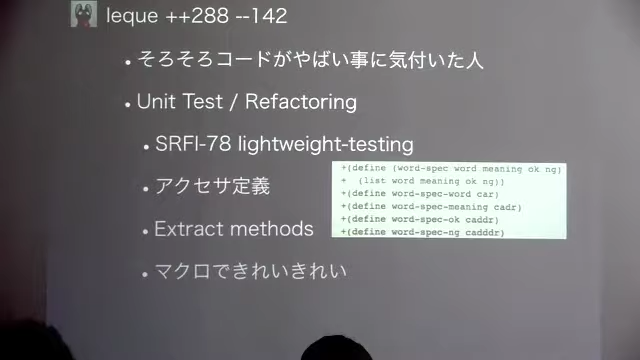 leque ++288 --142
• そろそろコードがやばい事に気付いた人
• Unit Test / Refactoring
• SRFI-78 lightweight-testing
• アクセサ定義
• Extract methods
• マクロできれいきれい
+(define (word-spec word meaning ok ng)
+  (list word meaning ok ng))
+(define word-spec-word car)
+(define word-spec-meaning cadr)
+(define word-spec-ok caddr)
+(define word-spec-ng cadddr)